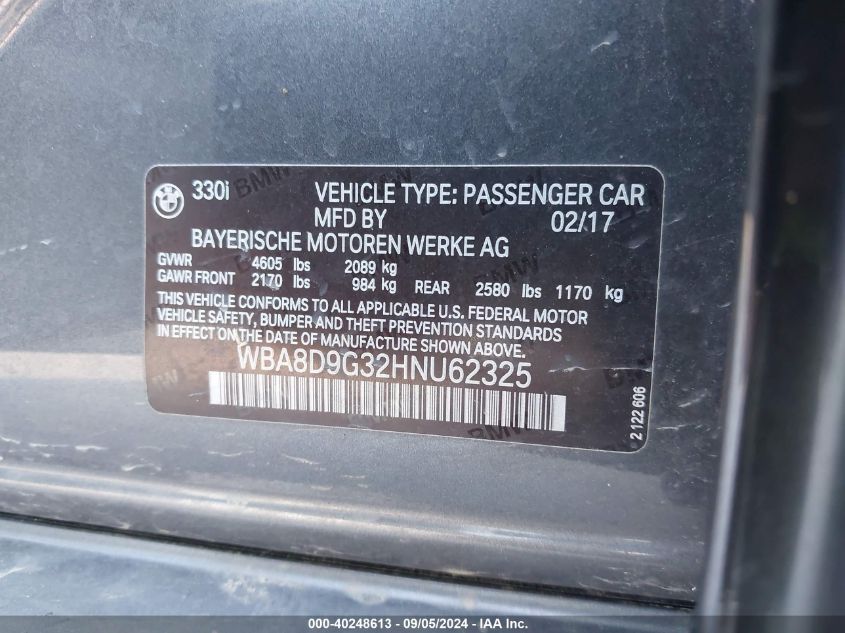 330i VEHICLE TYPE: PASSENGER CAR
MFD BY 02/17
BAYERISCHE MOTOREN WERKE AG
GVWR 4605 lbs 2089 kg
GAWR FRONT 2170 lbs 984 kg REAR 2580 lbs 1170 kg
THIS VEHICLE CONFORMS TO ALL APPLICABLE U.S. FEDERAL MOTOR
VEHICLE SAFETY, BUMPER AND THEFT PREVENTION STANDARDS
IN EFFECT ON THE DATE OF MANUFACTURE SHOWN ABOVE.
WBA8D9G32HNU62325
2 122 606
000-40248613 - 09/05/2024 - IAA Inc.